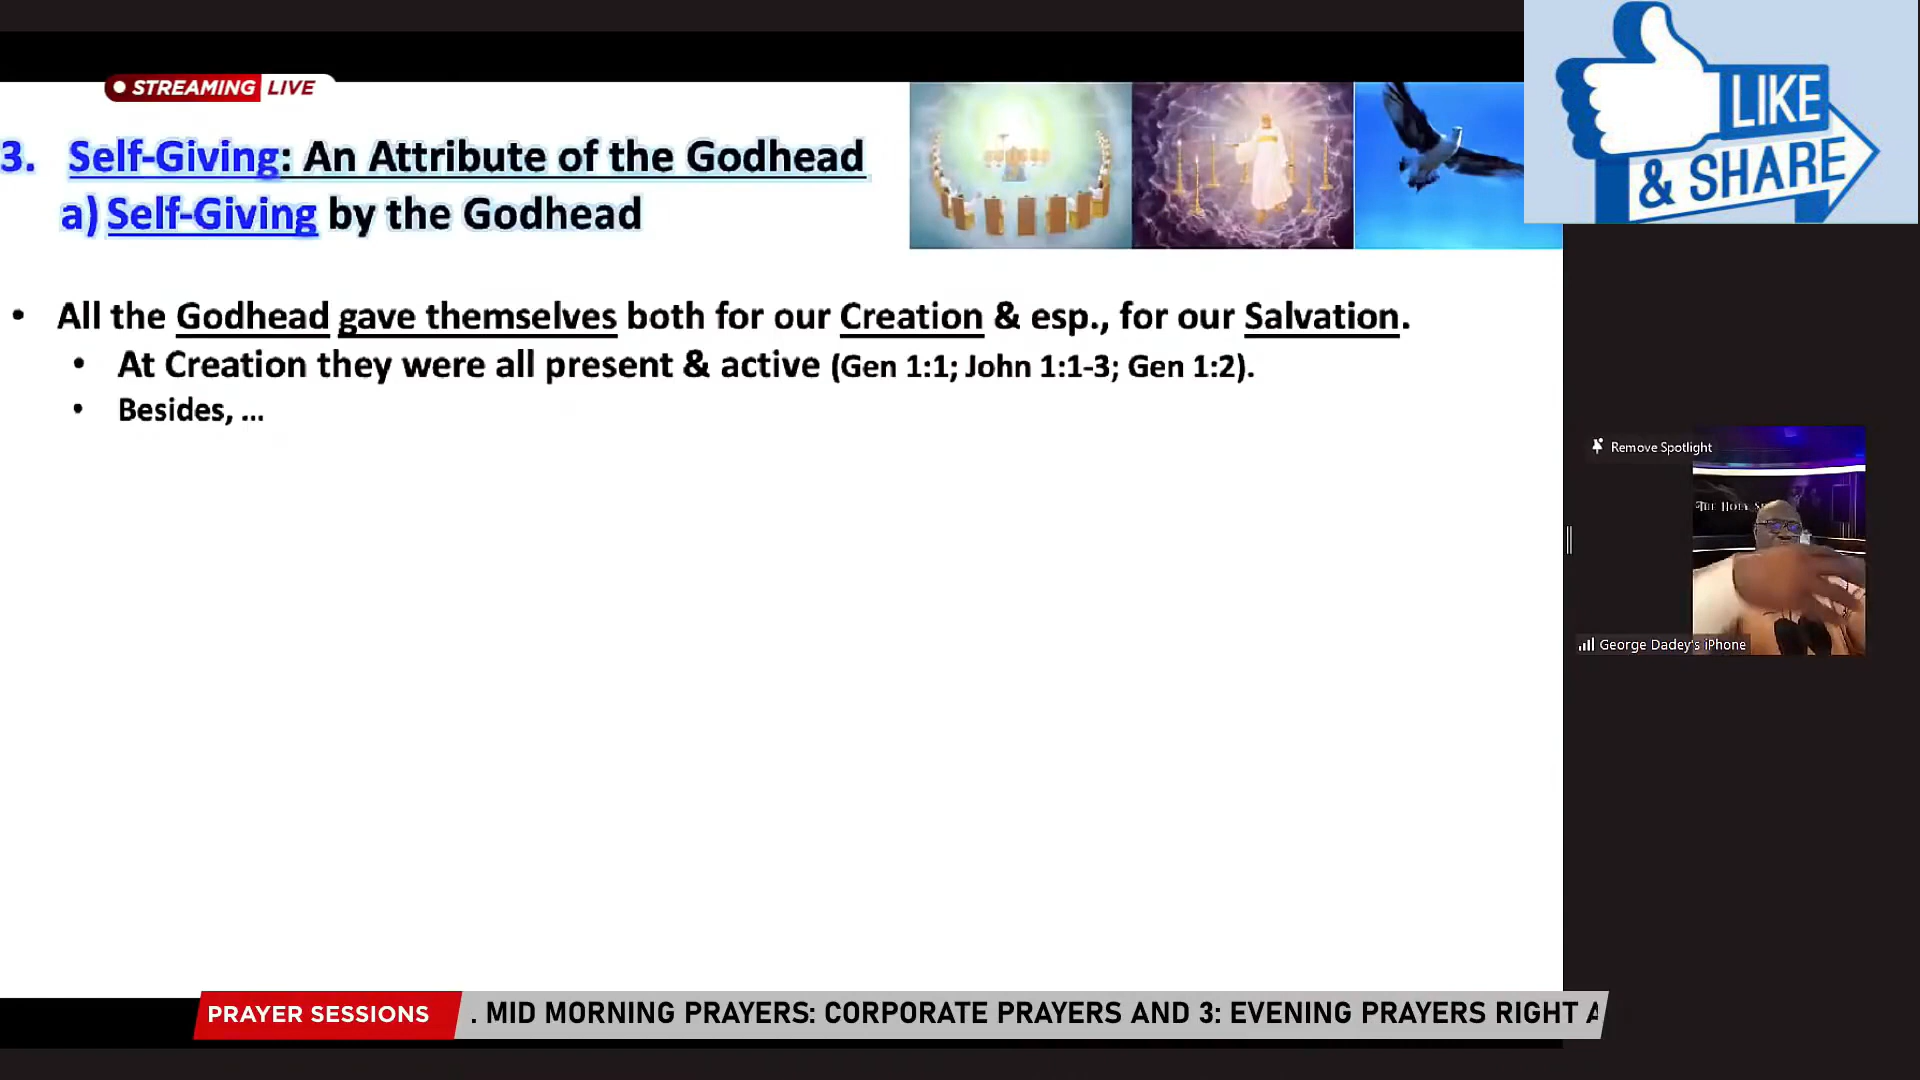 STREAMING LIVE
LIKE
& SHARE
3. Self-Giving: An Attribute of the Godhead
a) Self-Giving by the Godhead
• All the Godhead gave themselves both for our Creation & esp., for our Salvation.
• At Creation they were all present & active (Gen 1:1; John 1:1-3; Gen 1:2).
• Besides, ...
Remove Spotlight
THE HOLY
George Dadey's iPhone
PRAYER SESSIONS . MID MORNING PRAYERS: CORPORATE PRAYERS AND 3: EVENING PRAYERS RIGHT